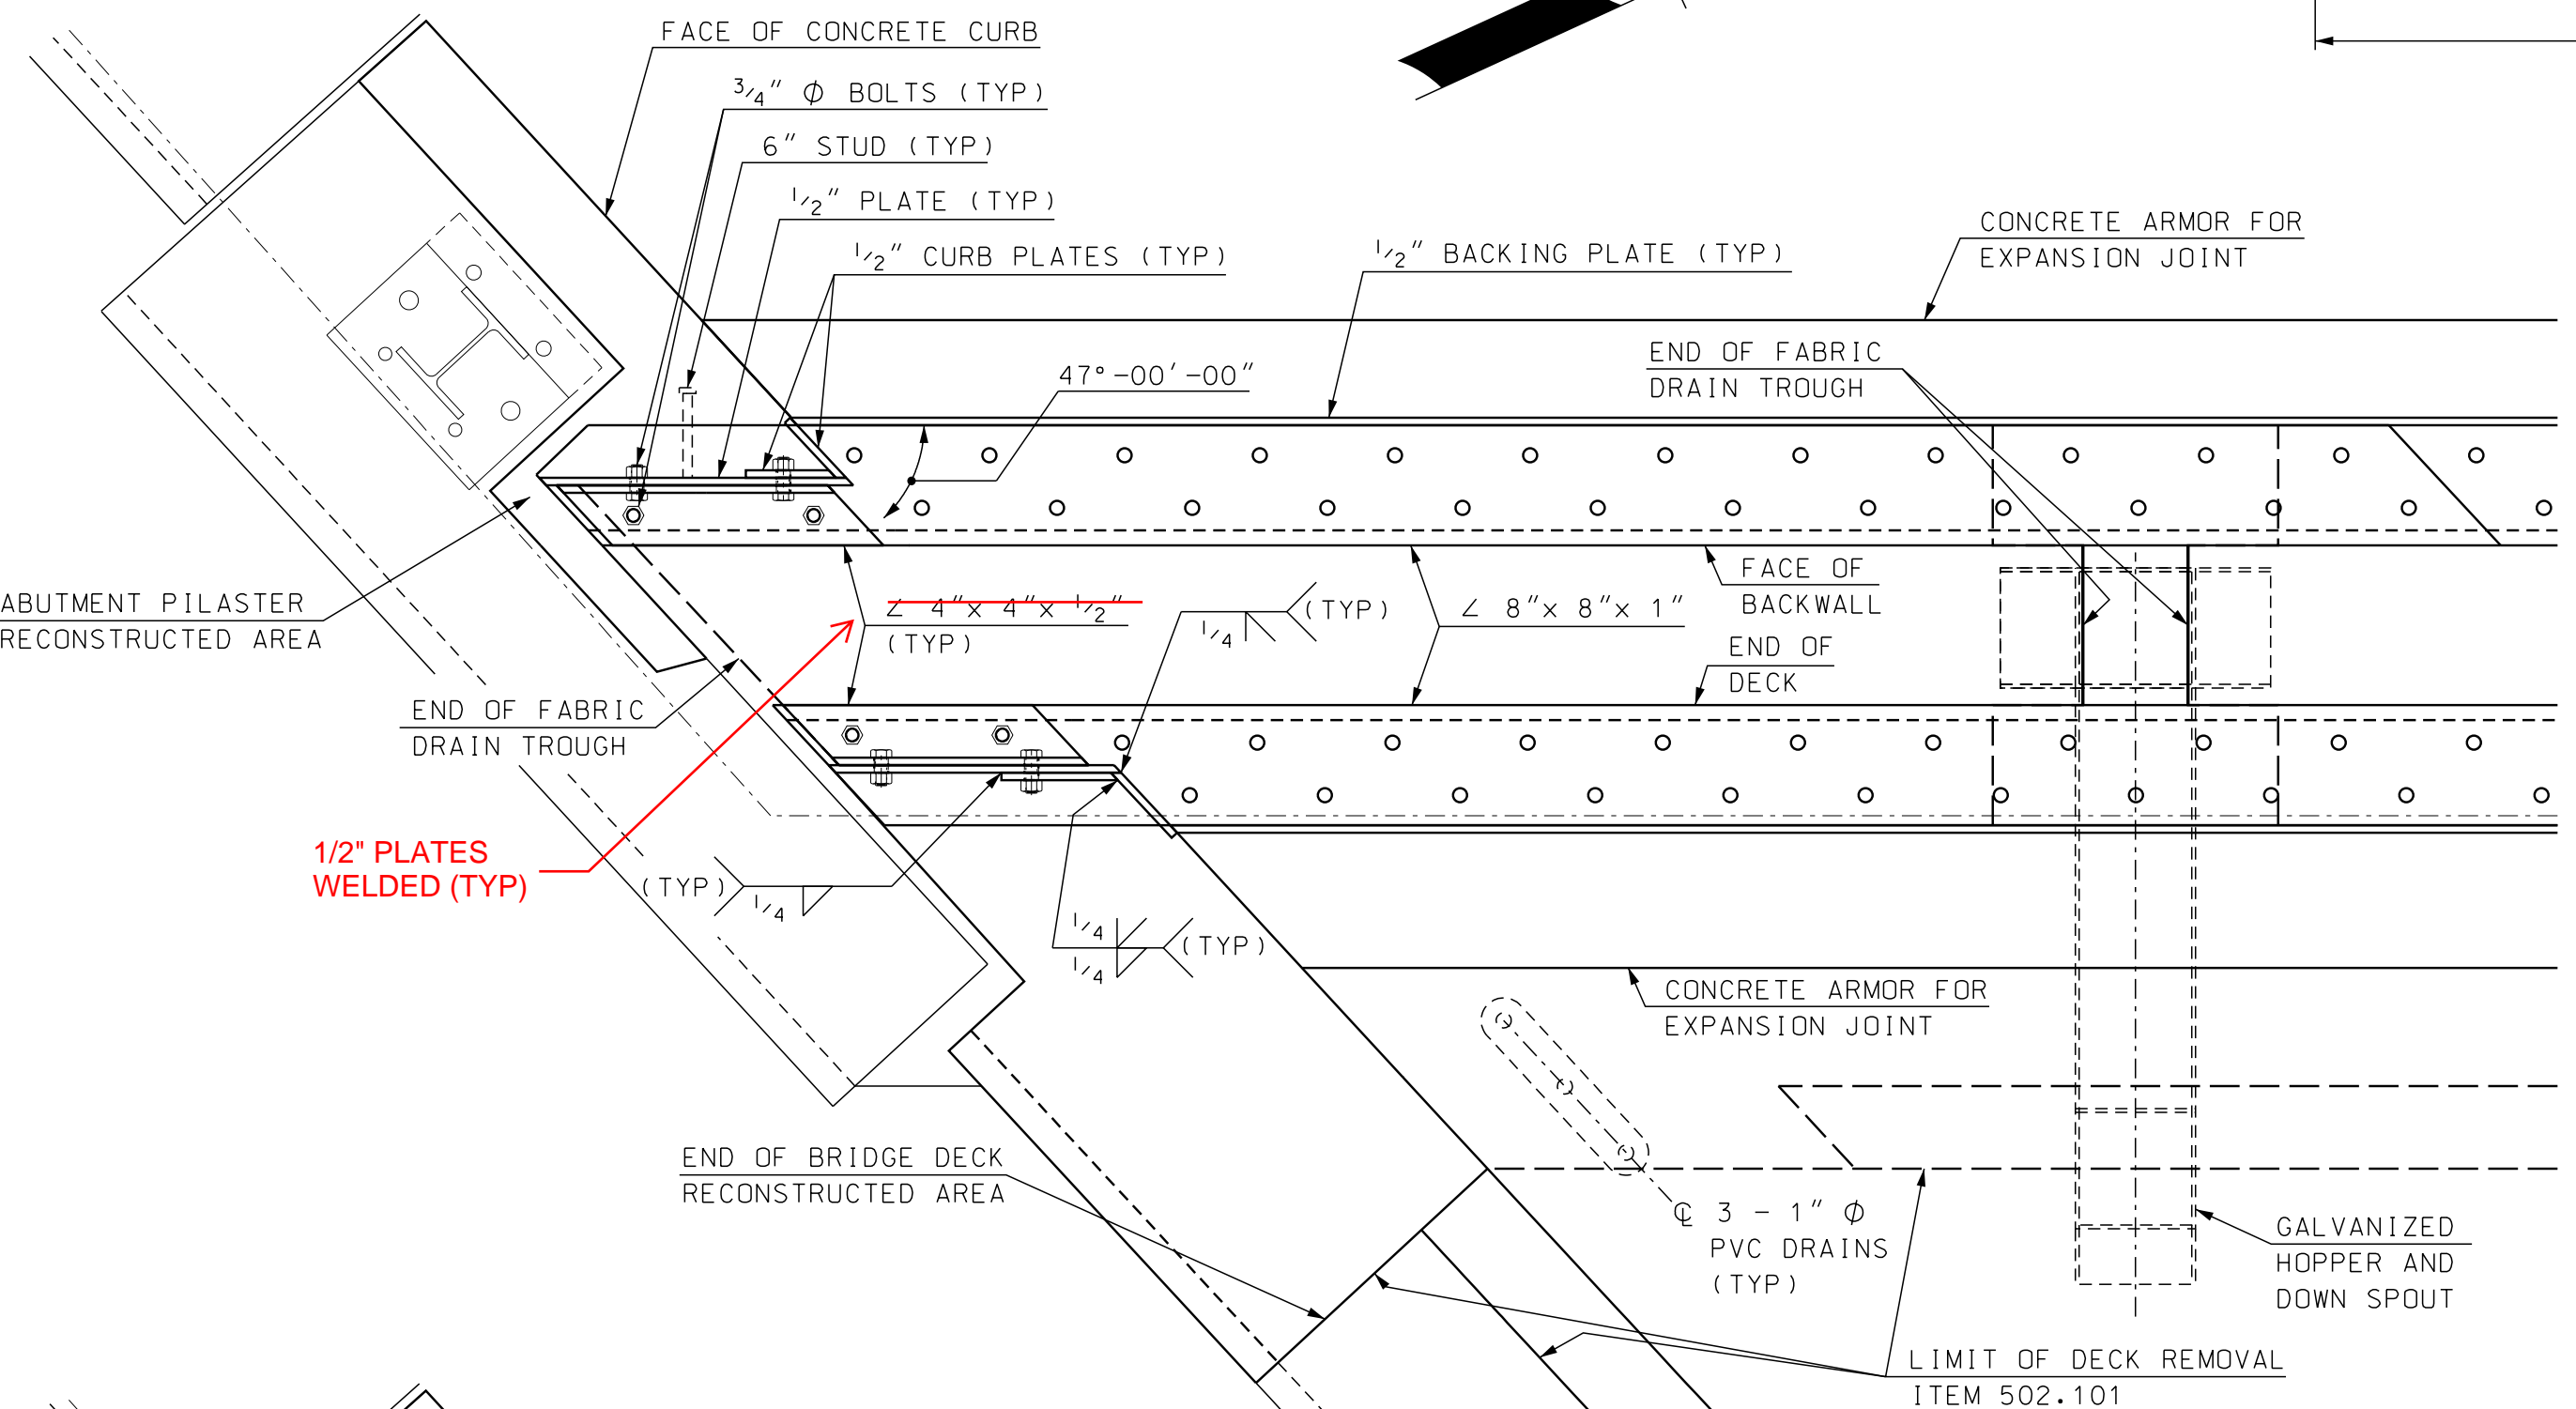 FACE OF CONCRETE CURB
3/4" Φ BOLTS (TYP)
6" STUD (TYP)
1/2" PLATE (TYP)
1/2" CURB PLATES (TYP)
1/2" BACKING PLATE (TYP)
CONCRETE ARMOR FOR
EXPANSION JOINT
END OF FABRIC
DRAIN TROUGH
47°-00'-00"
ABUTMENT PILASTER
RECONSTRUCTED AREA
∠ 4"x 4"x 1/2"
(TYP)
1/4
(TYP)
∠ 8"x 8"x 1"
FACE OF
BACKWALL
END OF
DECK
END OF FABRIC
DRAIN TROUGH
1/2" PLATES
WELDED (TYP)
(TYP)
1/4
1/4
1/4
(TYP)
CONCRETE ARMOR FOR
EXPANSION JOINT
END OF BRIDGE DECK
RECONSTRUCTED AREA
℄ 3 - 1" Φ
PVC DRAINS
(TYP)
GALVANIZED
HOPPER AND
DOWN SPOUT
LIMIT OF DECK REMOVAL
ITEM 502.101